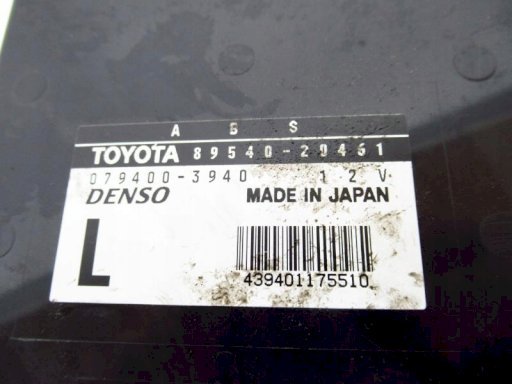 A B S
TOYOTA 89540-20461
079400-3940 12V
DENSO MADE IN JAPAN
L
439401175510